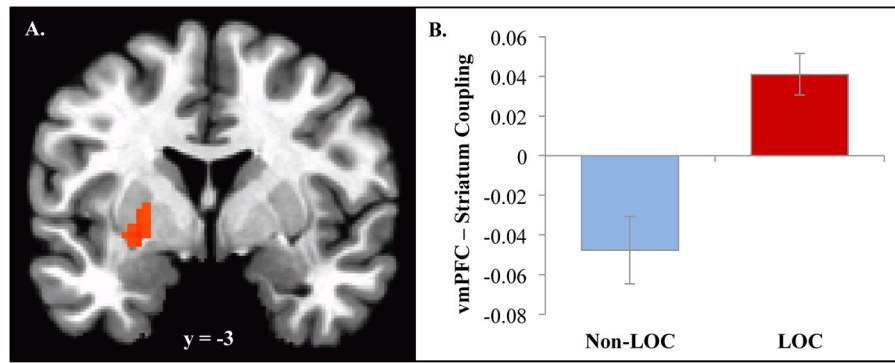 A.
y = -3
B.
vmPFC – Striatum Coupling
0.06
0.04
0.02
0
-0.02
-0.04
-0.06
-0.08
Non-LOC
LOC